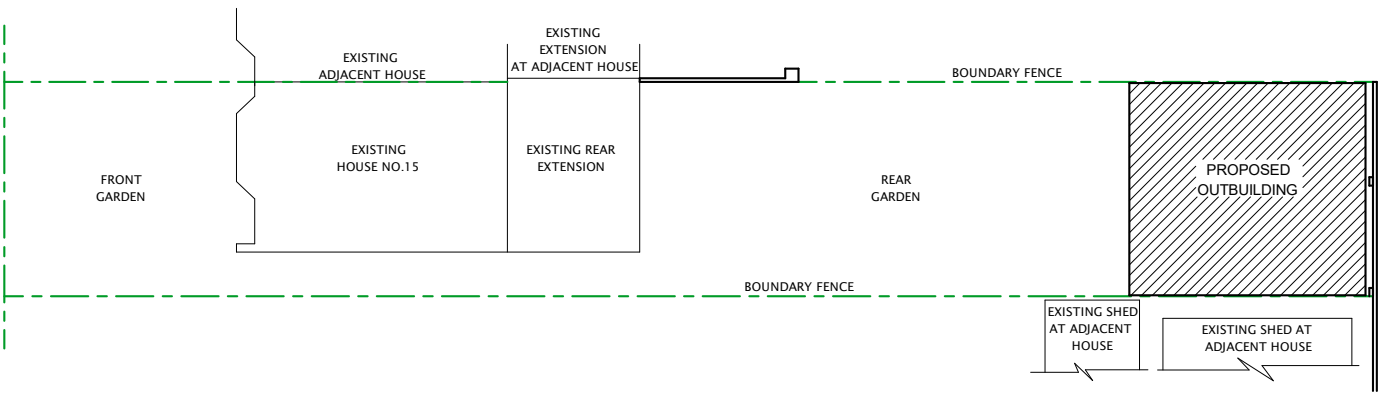 EXISTING
EXTENSION
AT ADJACENT HOUSE
EXISTING
ADJACENT HOUSE
BOUNDARY FENCE
EXISTING
HOUSE NO.15
EXISTING REAR
EXTENSION
FRONT
GARDEN
REAR
GARDEN
PROPOSED
OUTBUILDING
BOUNDARY FENCE
EXISTING SHED
AT ADJACENT
HOUSE
EXISTING SHED AT
ADJACENT HOUSE